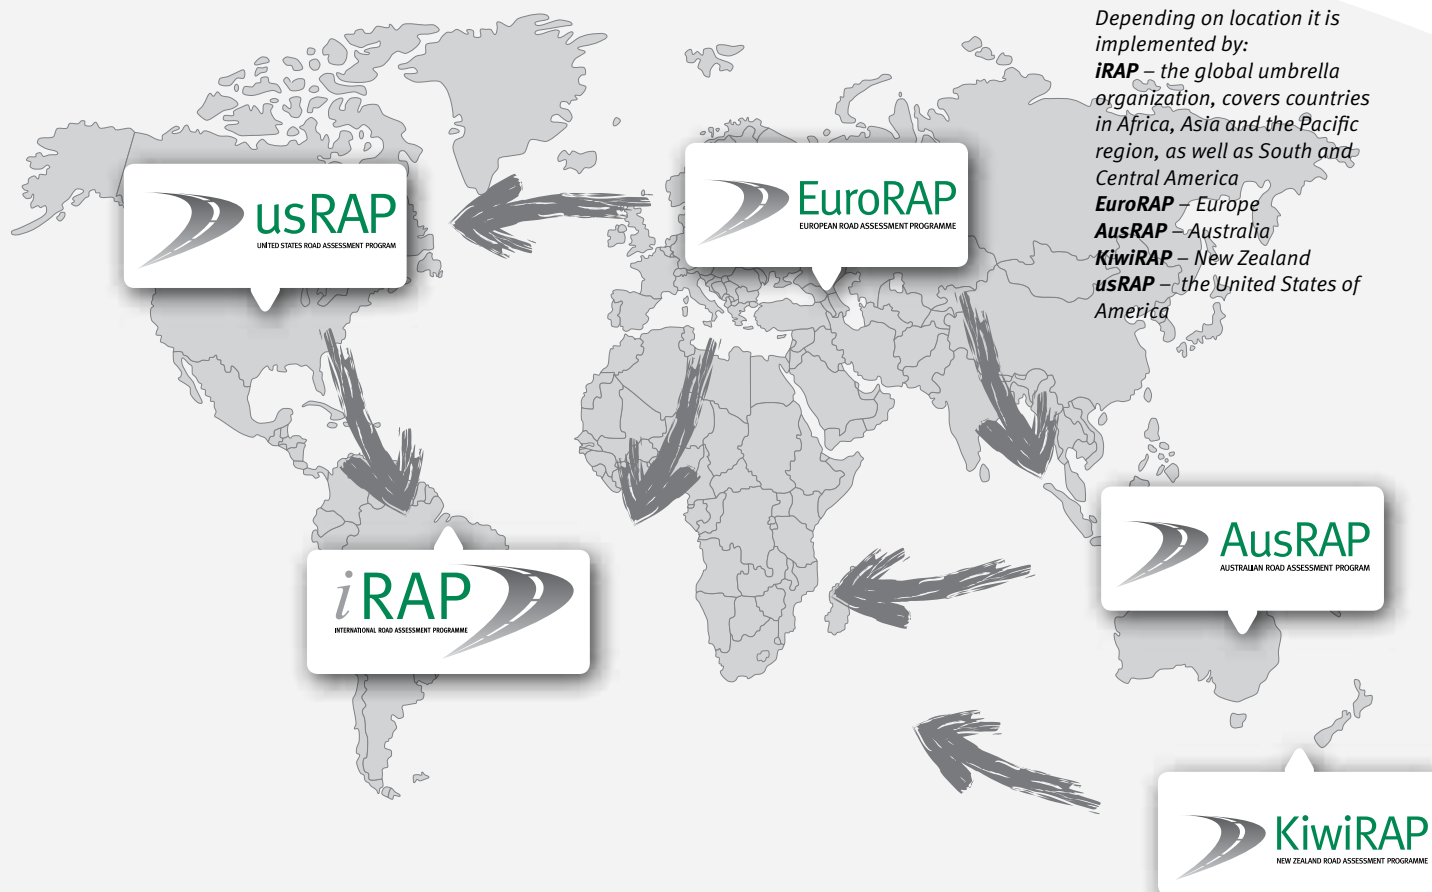 Depending on location it is
implemented by:
iRAP – the global umbrella
organization, covers countries
in Africa, Asia and the Pacific
region, as well as South and
Central America
EuroRAP – Europe
AusRAP – Australia
KiwiRAP – New Zealand
usRAP – the United States of
America
usRAP
UNITED STATES ROAD ASSESSMENT PROGRAM
EuroRAP
EUROPEAN ROAD ASSESSMENT PROGRAMME
iRAP
INTERNATIONAL ROAD ASSESSMENT PROGRAMME
AusRAP
AUSTRALIAN ROAD ASSESSMENT PROGRAM
KiwiRAP
NEW ZEALAND ROAD ASSESSMENT PROGRAMME